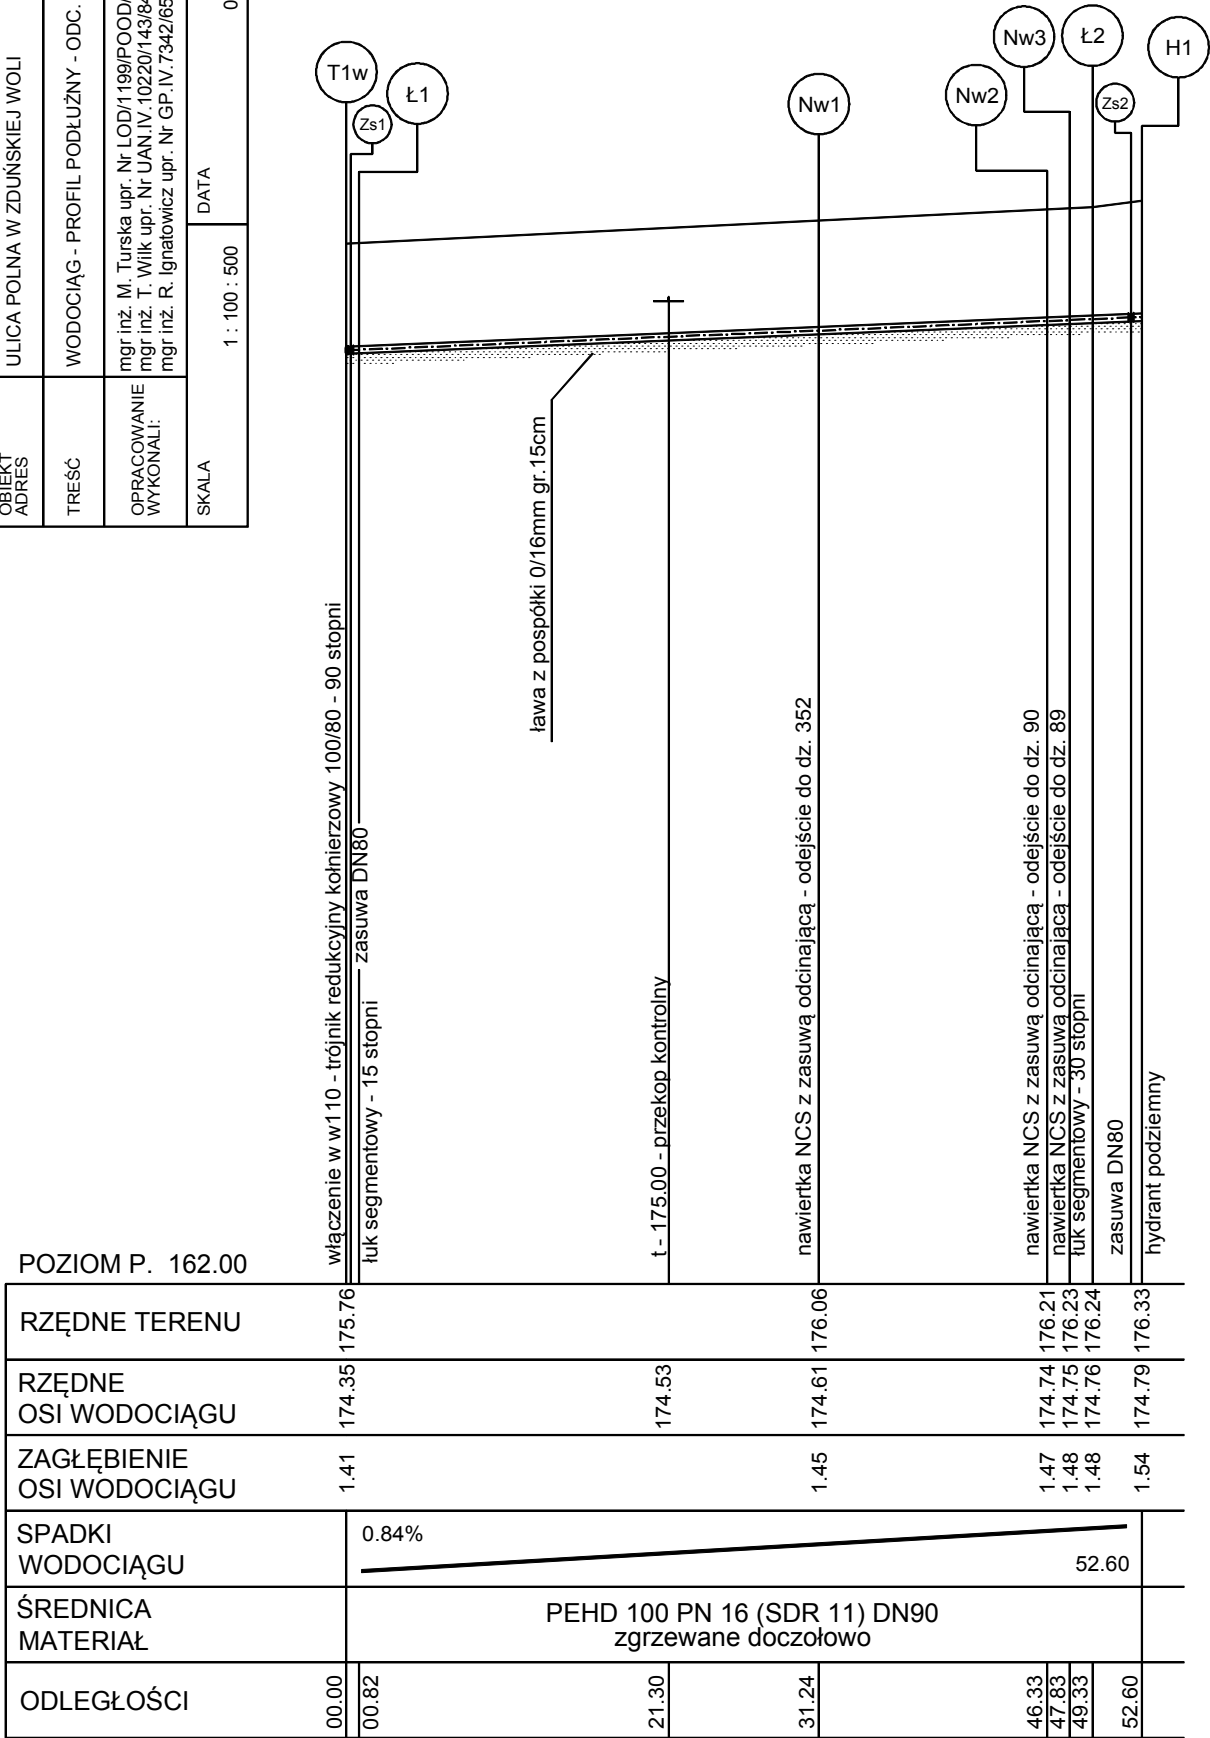 OBIEKT
ADRES
ULICA POLNA W ZDUŃSKIEJ WOLI
TREŚĆ
WODOCIĄG - PROFIL PODŁUŻNY - ODC.
OPRACOWANIE
WYKONALI:
mgr inż. M. Turska upr. Nr LOD/1199/POOD/
mgr inż. T. Wilk upr. Nr UAN.IV.10220/143/84
mgr inż. R. Ignatowicz upr. Nr GP.IV.7342/65
SKALA
1 : 100 : 500
DATA
T1w
Zs1
Ł1
Nw1
Nw2
Nw3
Ł2
Zs2
H1
ława z pospółki 0/16mm gr.15cm
włączenie w w110 - trójnik redukcyjny kołnierzowy 100/80 - 90 stopni
zasuwa DN80
łuk segmentowy - 15 stopni
t - 175.00 - przekop kontrolny
nawiertka NCS z zasuwą odcinającą - odejście do dz. 352
nawiertka NCS z zasuwą odcinającą - odejście do dz. 90
nawiertka NCS z zasuwą odcinającą - odejście do dz. 89
łuk segmentowy - 30 stopni
zasuwa DN80
hydrant podziemny
POZIOM P. 162.00
RZĘDNE TERENU
175.76
176.06
176.21
176.23
176.24
176.33
RZĘDNE
OSI WODOCIĄGU
174.35
174.53
174.61
174.74
174.75
174.76
174.79
ZAGŁĘBIENIE
OSI WODOCIĄGU
1.41
1.45
1.47
1.48
1.48
1.54
SPADKI
WODOCIĄGU
0.84%
52.60
ŚREDNICA
MATERIAŁ
PEHD 100 PN 16 (SDR 11) DN90
zgrzewane doczołowo
ODLEGŁOŚCI
00.00
00.82
21.30
31.24
46.33
47.83
49.33
52.60